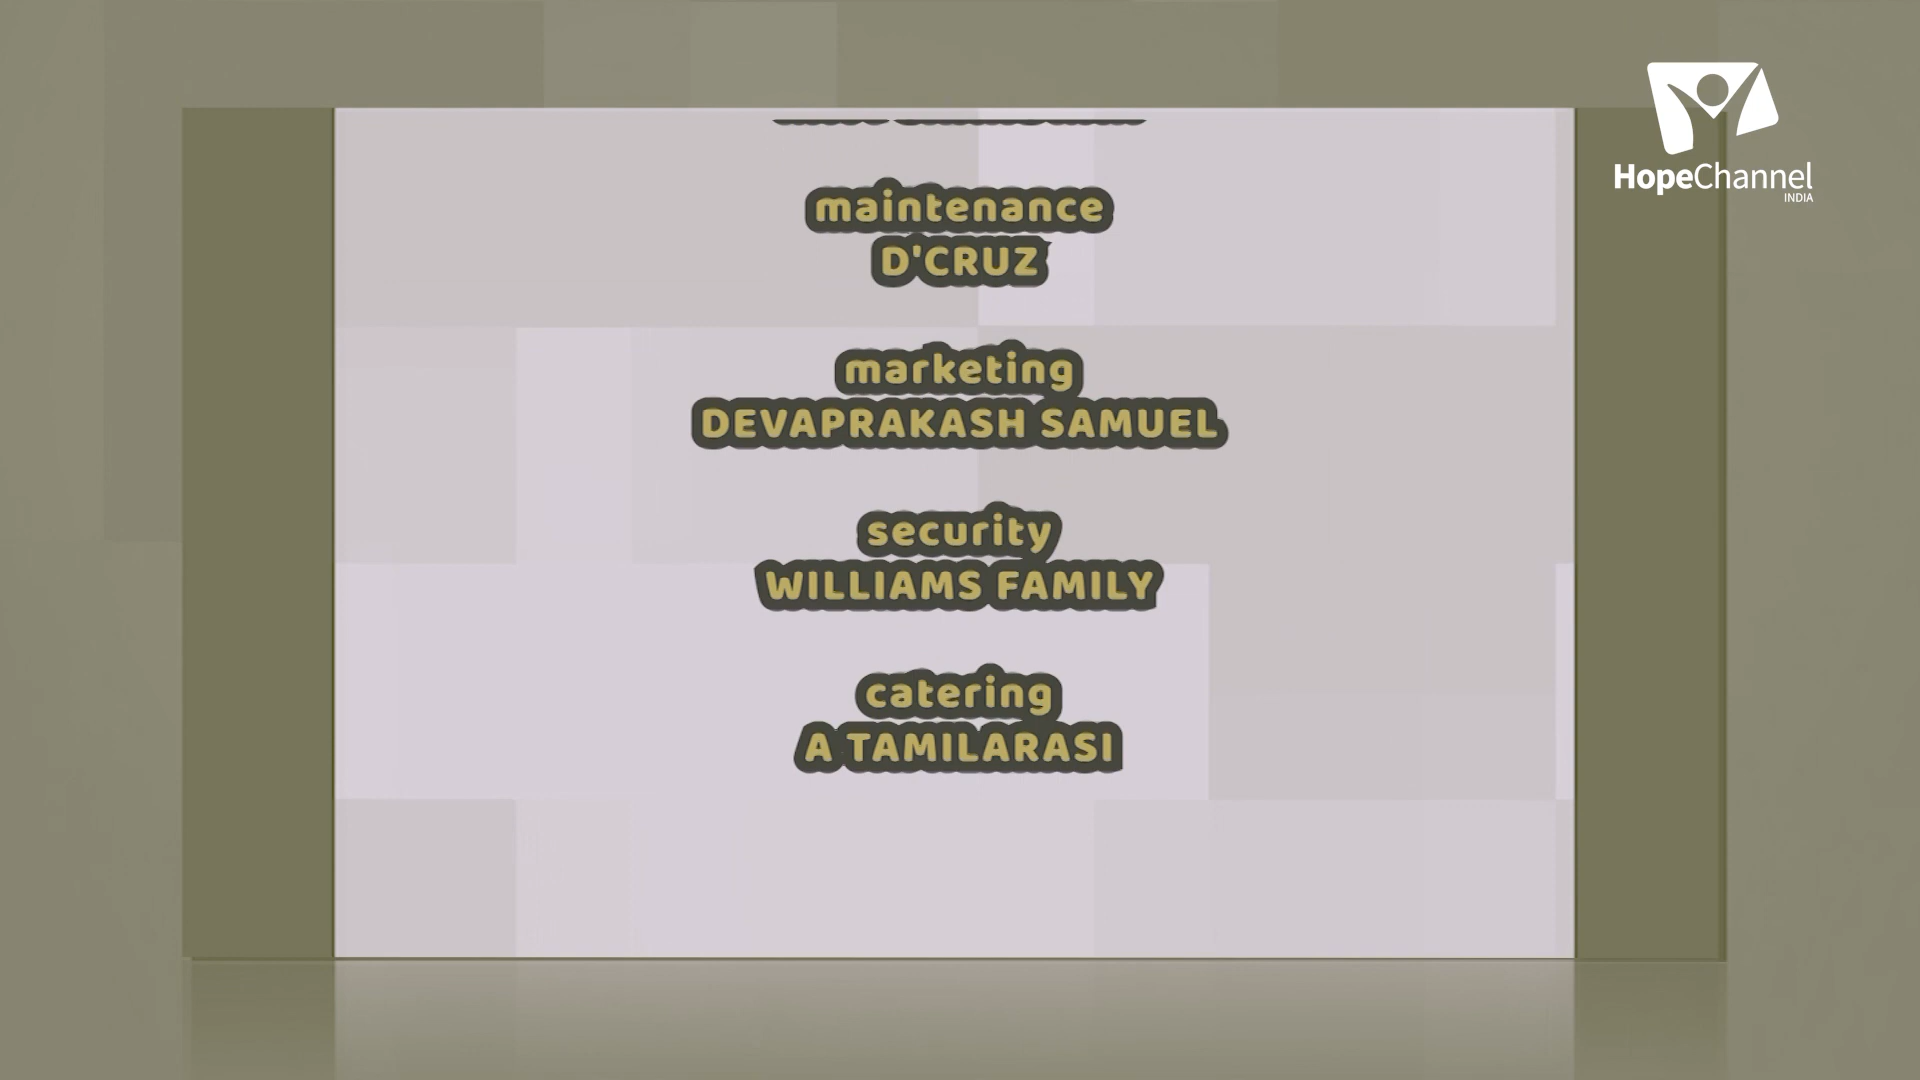 maintenance
D'CRUZ
marketing
DEVAPRAKASH SAMUEL
security
WILLIAMS FAMILY
catering
A TAMILARASI
HopeChannel
INDIA